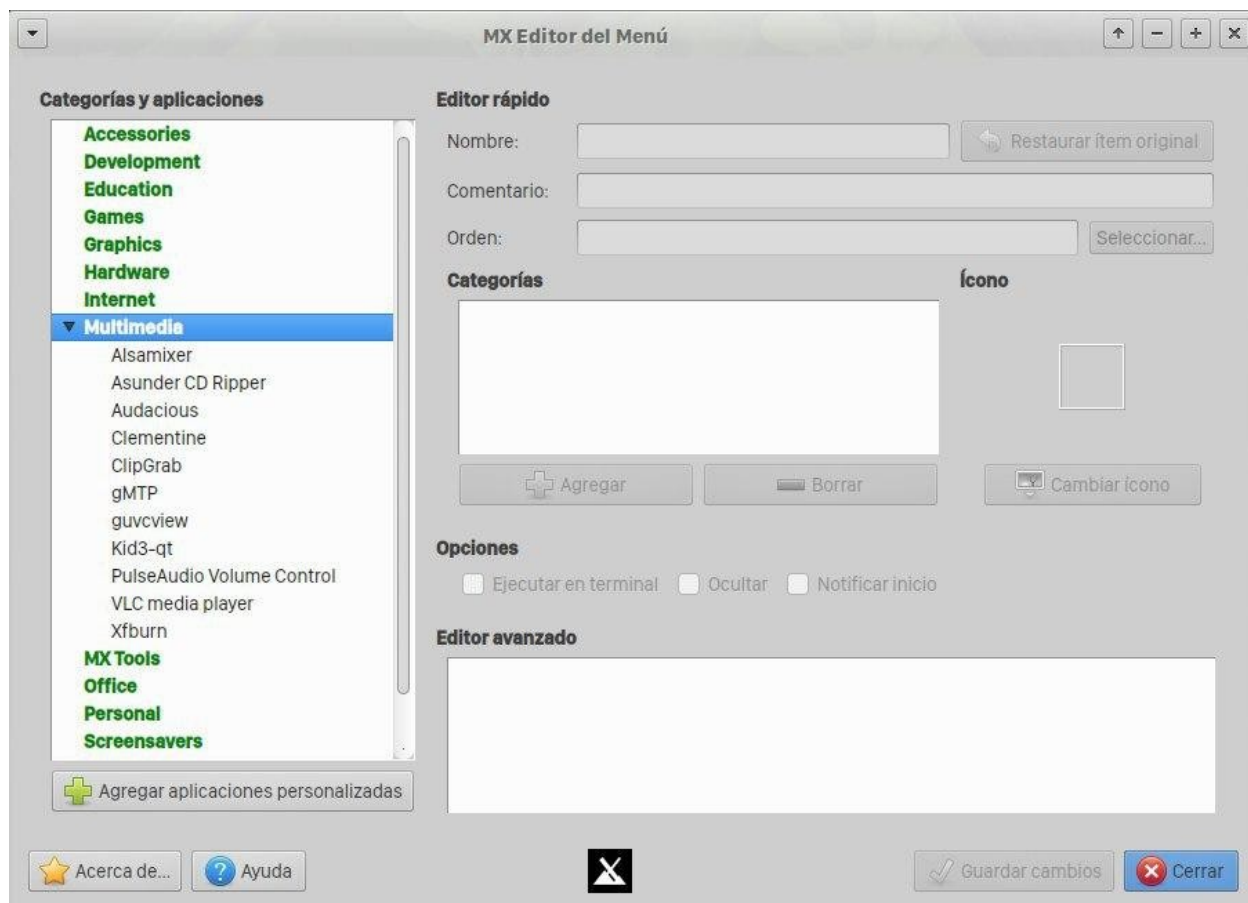 MX Editor del Menú
Categorías y aplicaciones
Accessories
Development
Education
Games
Graphics
Hardware
Internet
Multimedia
Alsamixer
Asunder CD Ripper
Audacious
Clementine
ClipGrab
gMTP
guvcview
Kid3-qt
PulseAudio Volume Control
VLC media player
Xfburn
MX Tools
Office
Personal
Screensavers
Agregar aplicaciones personalizadas
Editor rápido
Nombre:
Restaurar ítem original
Comentario:
Orden:
Seleccionar...
Categorías
Ícono
Agregar
Borrar
Cambiar ícono
Opciones
Ejecutar en terminal
Ocultar
Notificar inicio
Editor avanzado
Acerca de...
Ayuda
Guardar cambios
Cerrar